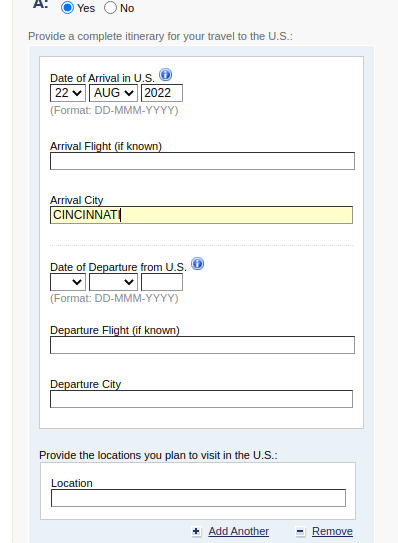 A:
Yes
No
Provide a complete itinerary for your travel to the U.S.:
Date of Arrival in U.S.
22 AUG 2022
(Format: DD-MMM-YYYY)
Arrival Flight (if known)
Arrival City
CINCINNATI
Date of Departure from U.S.
(Format: DD-MMM-YYYY)
Departure Flight (if known)
Departure City
Provide the locations you plan to visit in the U.S.:
Location
Add Another Remove